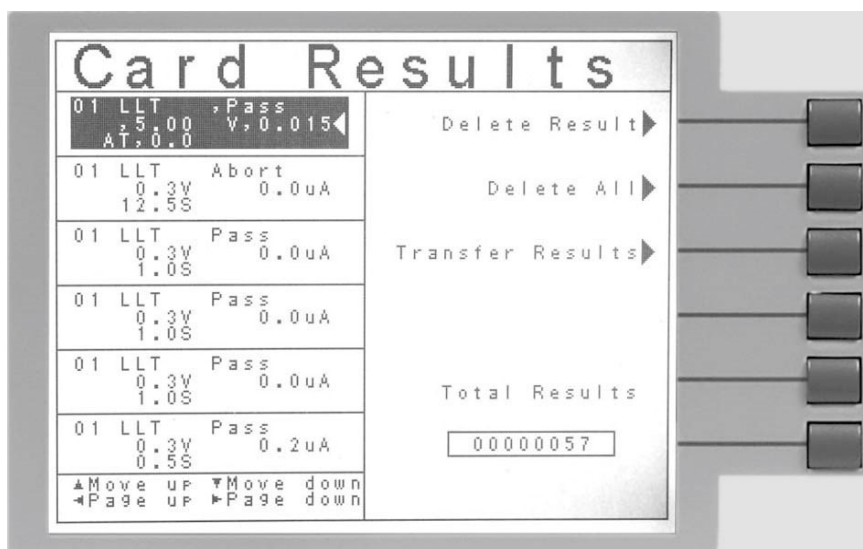 Card Results
01 LLT ,Pass
,5.00 V,0.015
AT,0.0
01 LLT Abort
0.3V 0.0uA
12.5S
01 LLT Pass
0.3V 0.0uA
1.0S
01 LLT Pass
0.3V 0.0uA
1.0S
01 LLT Pass
0.3V 0.0uA
1.0S
01 LLT Pass
0.3V 0.2uA
0.5S
▲Move up ▼Move down
◄Page up ►Page down
Delete Result
Delete All
Transfer Results
Total Results
00000057